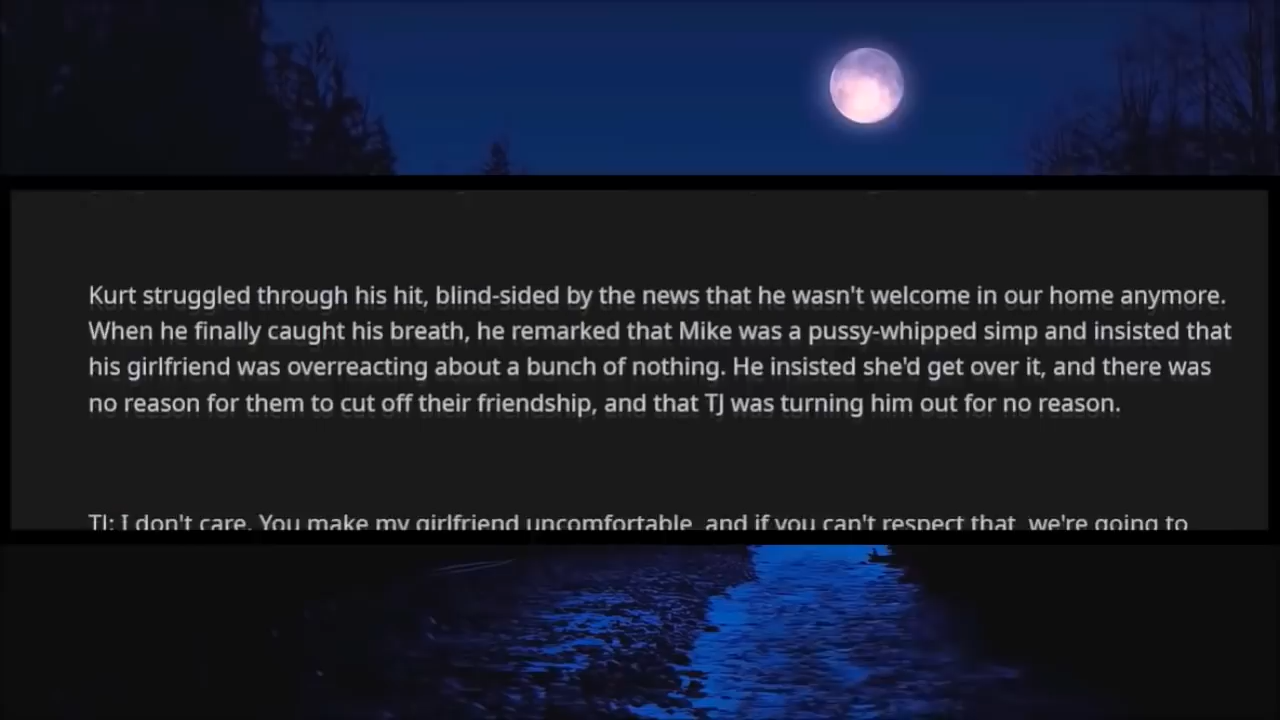 Kurt struggled through his hit, blind-sided by the news that he wasn't welcome in our home anymore.
When he finally caught his breath, he remarked that Mike was a pussy-whipped simp and insisted that
his girlfriend was overreacting about a bunch of nothing. He insisted she'd get over it, and there was
no reason for them to cut off their friendship, and that TJ was turning him out for no reason.
TJ: I don't care. You make my girlfriend uncomfortable, and if you can't respect that, we're going to